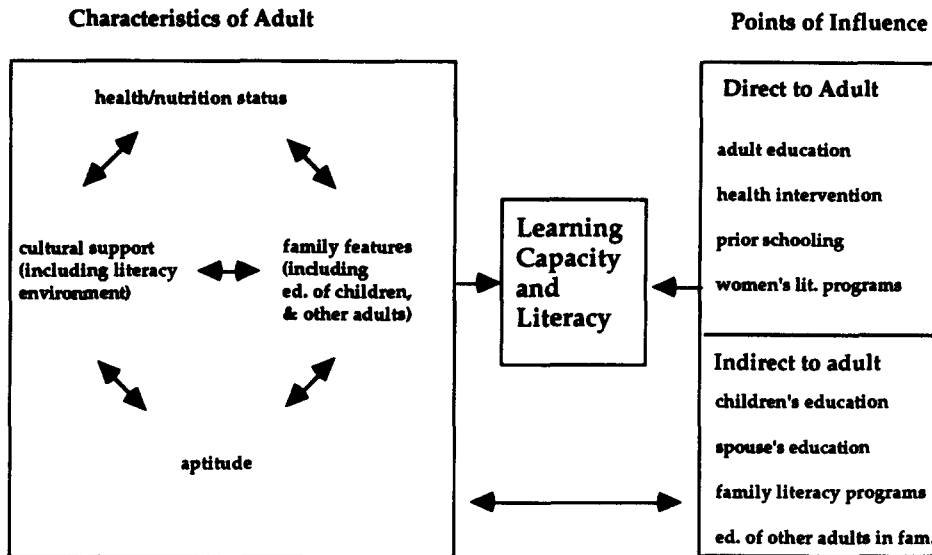 Characteristics of Adult
health/nutrition status
cultural support
(including literacy
environment)
family features
(including
ed. of children,
& other adults)
aptitude
Learning
Capacity
and
Literacy
Points of Influence
Direct to Adult
adult education
health intervention
prior schooling
women's lit. programs
Indirect to adult
children's education
spouse's education
family literacy programs
ed. of other adults in fam.